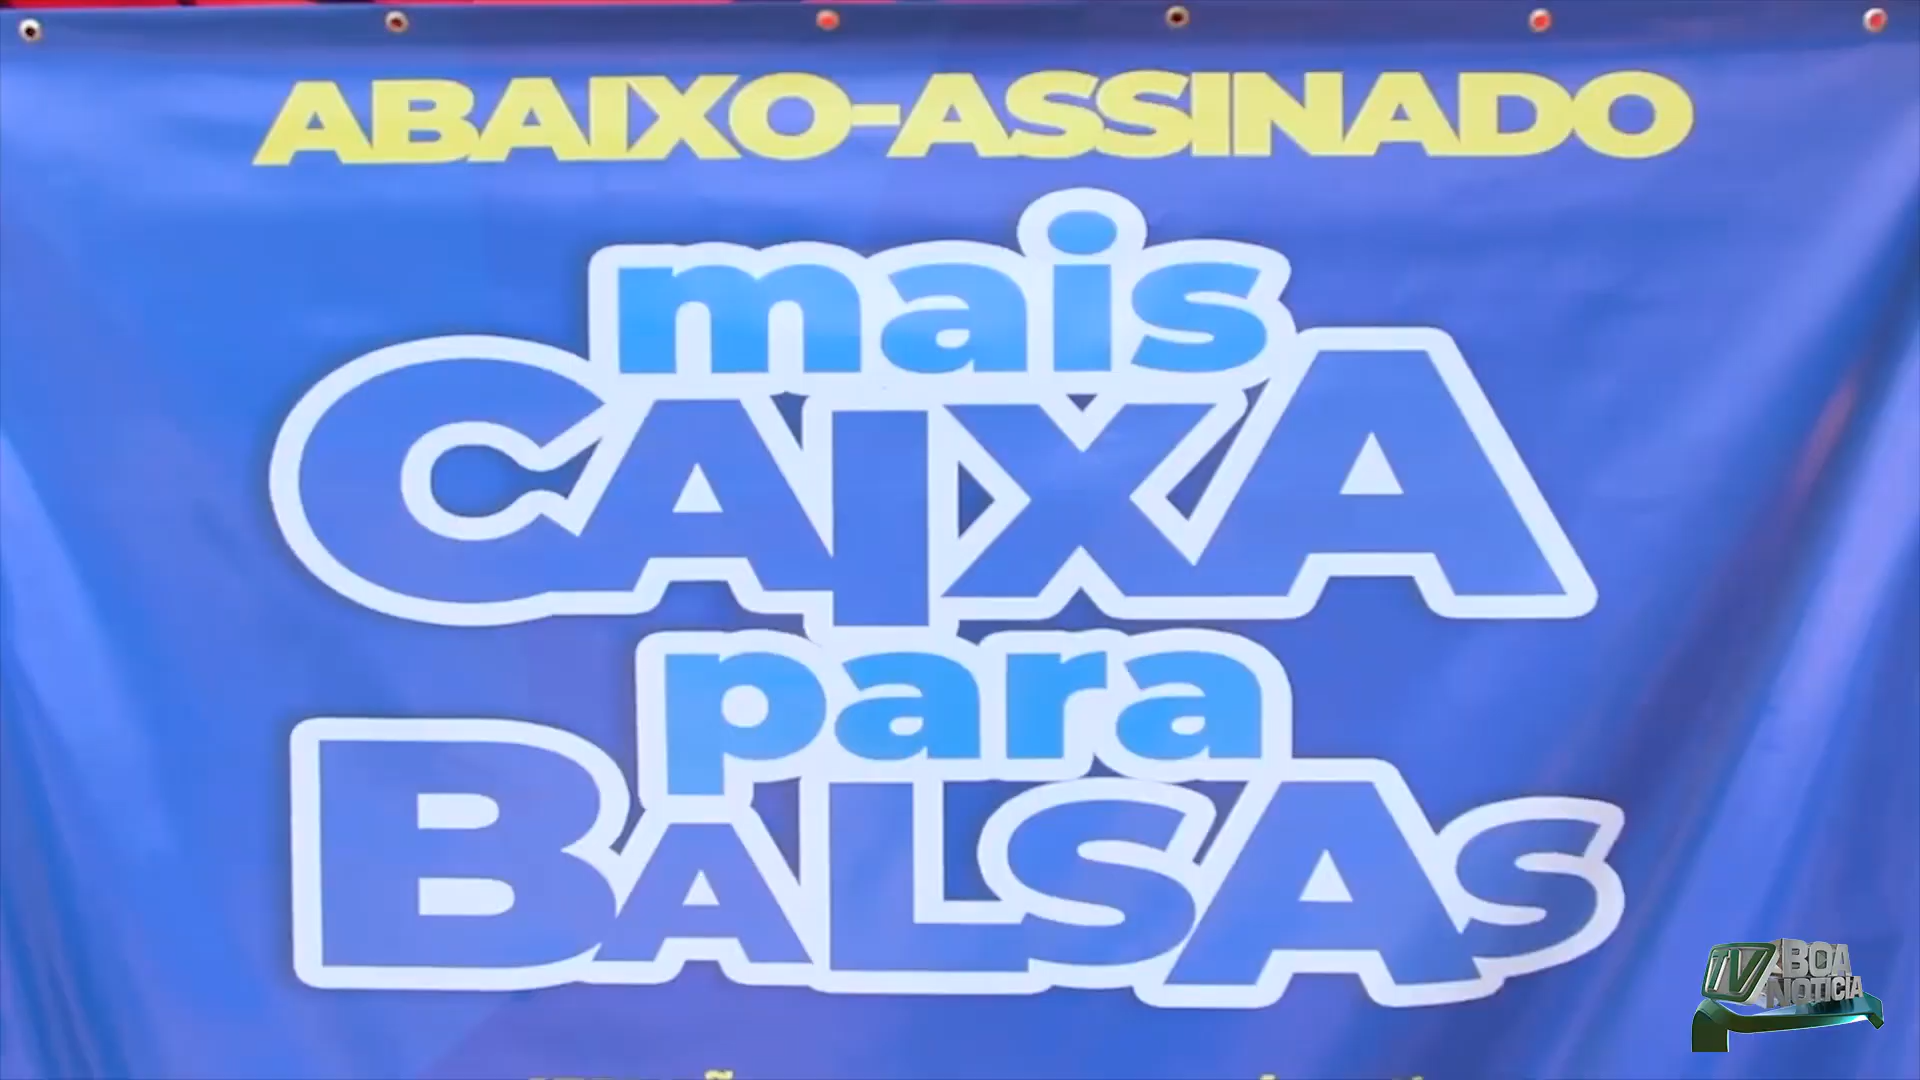 ABAIXO-ASSINADO
mais
CAIXA
para
BALSAS
TV BOA
NOTÍCIA